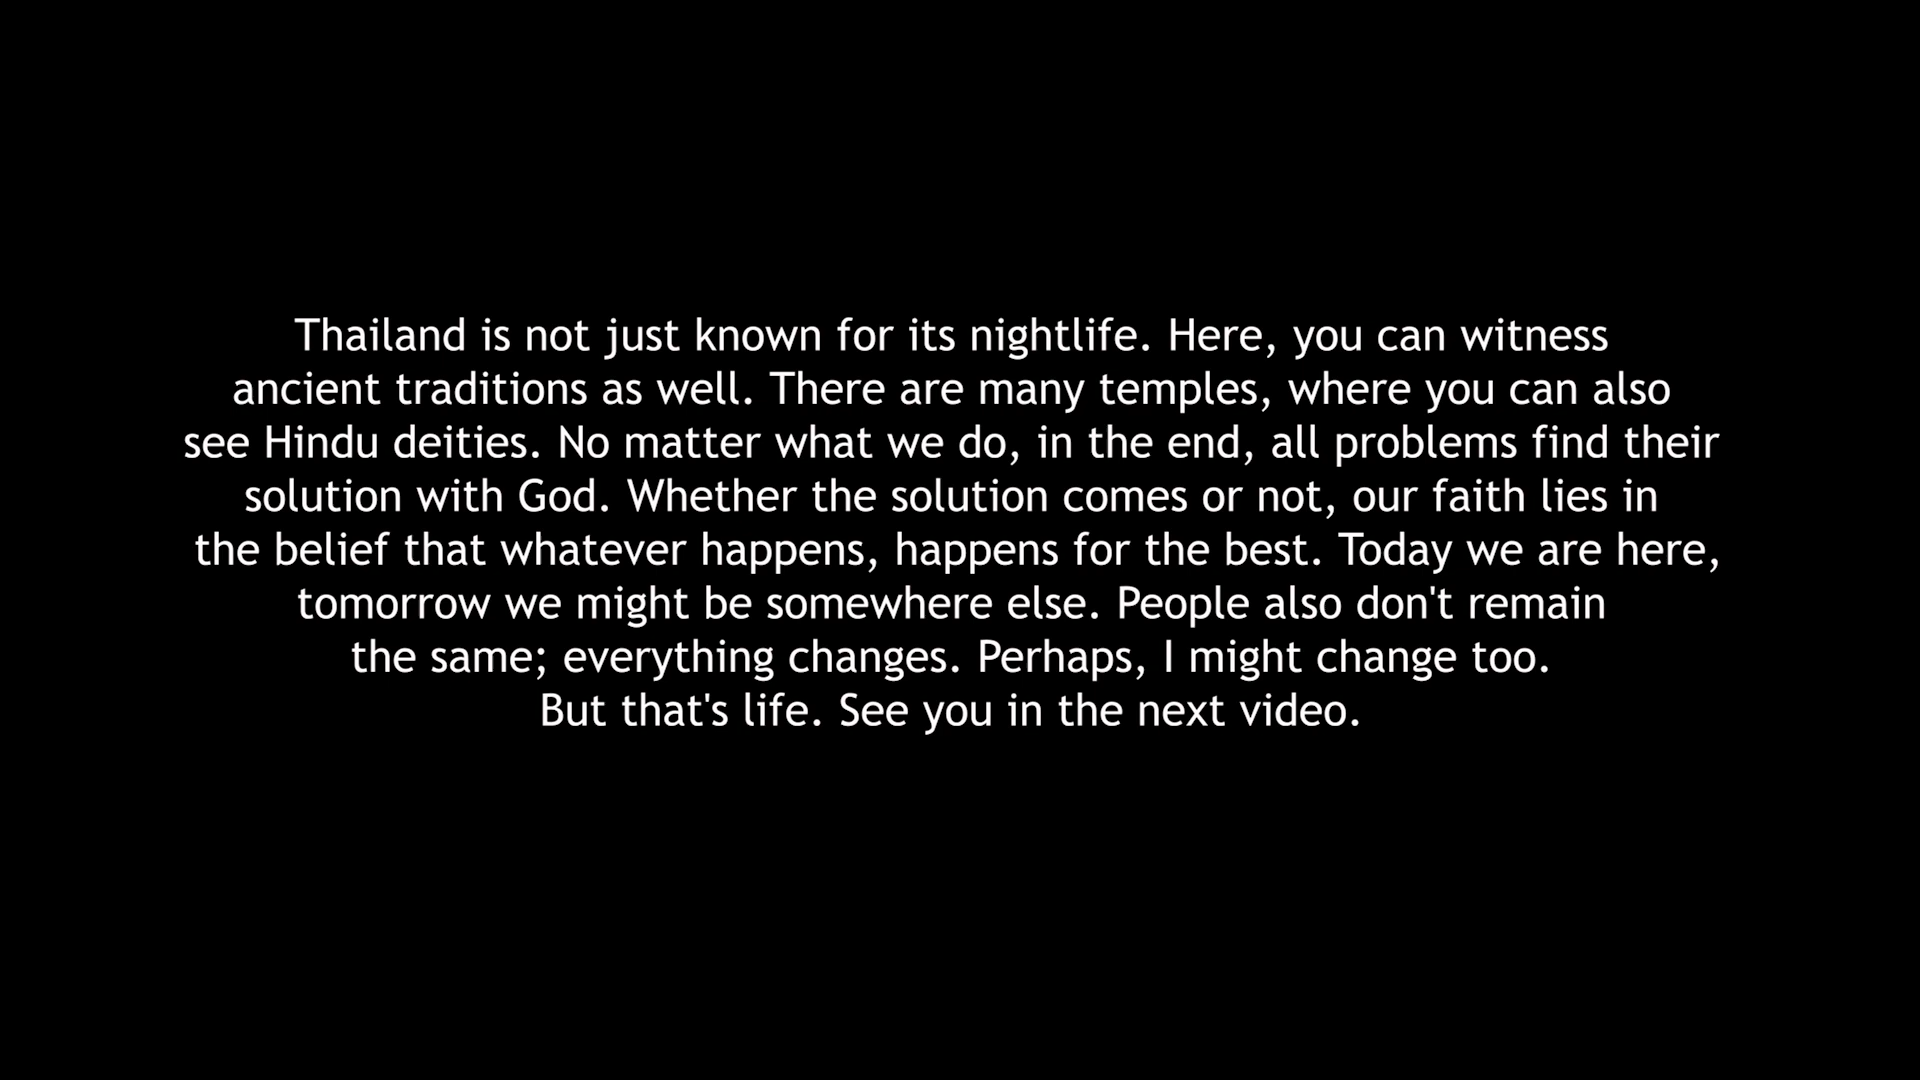 Thailand is not just known for its nightlife. Here, you can witness
ancient traditions as well. There are many temples, where you can also
see Hindu deities. No matter what we do, in the end, all problems find their
solution with God. Whether the solution comes or not, our faith lies in
the belief that whatever happens, happens for the best. Today we are here,
tomorrow we might be somewhere else. People also don't remain
the same; everything changes. Perhaps, I might change too.
But that's life. See you in the next video.